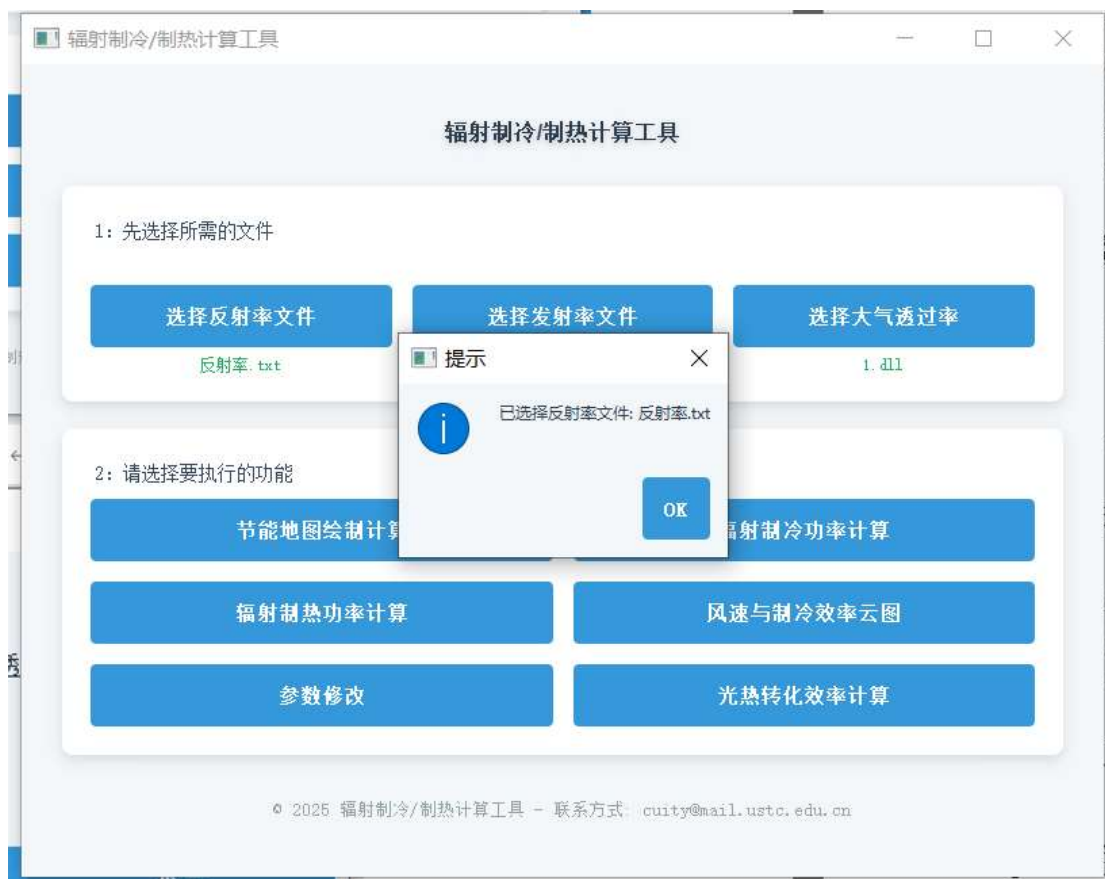 辐射制冷/制热计算工具
辐射制冷/制热计算工具
1: 先选择所需的文件
选择反射率文件
选择发射率文件
选择大气透过率
反射率.txt
1.dll
提示
已选择反射率文件: 反射率.txt
OK
2: 请选择要执行的功能
节能地图绘制计算
辐射制冷功率计算
辐射制热功率计算
风速与制冷效率云图
参数修改
光热转化效率计算
© 2025 辐射制冷/制热计算工具 - 联系方式: cuity@mail.ustc.edu.cn